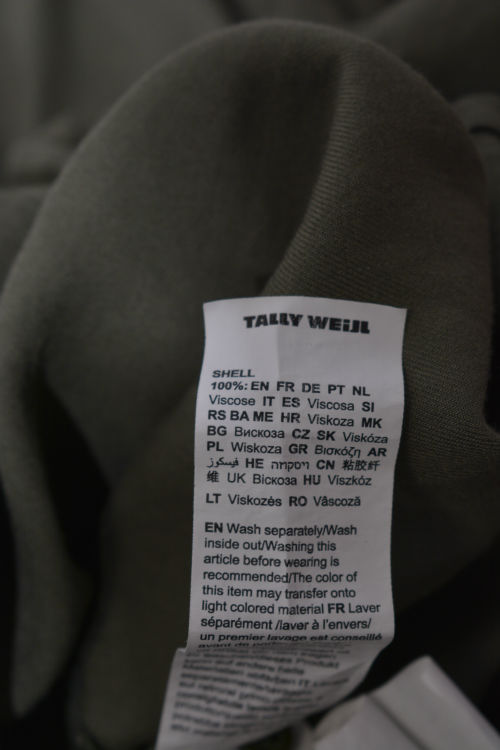 TALLY WEiJL
SHELL
100%: EN FR DE PT NL
Viscose IT ES Viscosa SI
RS BA ME HR Viskoza MK
BG Вискоза CZ SK Viskóza
PL Wiskoza GR Βισκόζη AR
فيسكوز HE ויסקוזה CN 粘胶纤
维 UK Віскоза HU Viszkóz
LT Viskozės RO Vâscoză
EN Wash separately/Wash
inside out/Washing this
article before wearing is
recommended/The color of
this item may transfer onto
light colored material FR Laver
séparément /laver à l'envers/
un premier lavage est conseillé
avant de